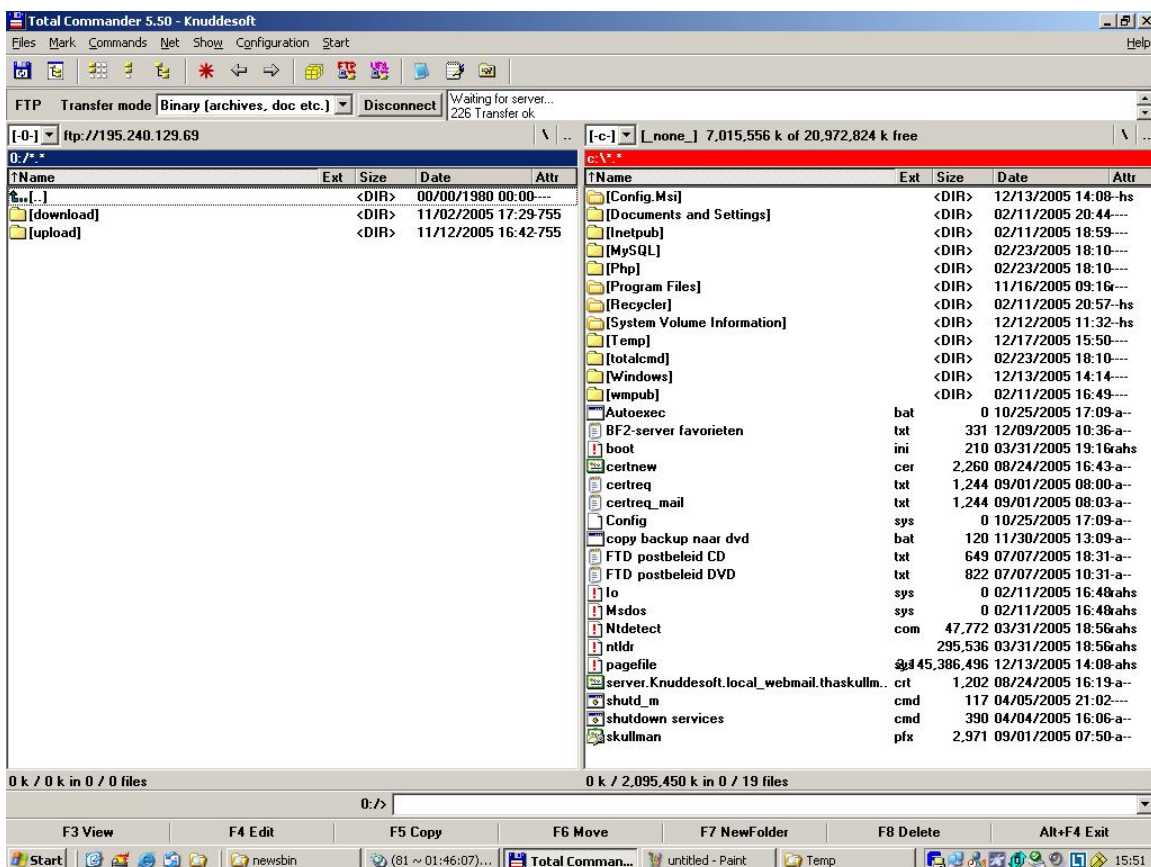 Total Commander 5.50 - Knuddesoft
Files Mark Commands Net Show Configuration Start Help
FTP Transfer mode Binary (archives, doc etc.) Disconnect Waiting for server...
226 Transfer ok
[-0-] ftp://195.240.129.69 \ ..
0:/*.*
↑Name Ext Size Date Attr
[..] <DIR> 00/00/1980 00:00----
[download] <DIR> 11/02/2005 17:29-755
[upload] <DIR> 11/12/2005 16:42-755
0 k / 0 k in 0 / 0 files
[-c-] [_none_] 7,015,556 k of 20,972,824 k free \ ..
c:\*.*
↑Name Ext Size Date Attr
[Config.Msi] <DIR> 12/13/2005 14:08--hs
[Documents and Settings] <DIR> 02/11/2005 20:44----
[Inetpub] <DIR> 02/11/2005 18:59----
[MySQL] <DIR> 02/23/2005 18:10----
[Php] <DIR> 02/23/2005 18:10----
[Program Files] <DIR> 11/16/2005 09:16r---
[Recycler] <DIR> 02/11/2005 20:57--hs
[System Volume Information] <DIR> 12/12/2005 11:32--hs
[Temp] <DIR> 12/17/2005 15:50----
[totalcmd] <DIR> 02/23/2005 18:10----
[Windows] <DIR> 12/13/2005 14:14----
[wmpub] <DIR> 02/11/2005 16:49----
Autoexec bat 0 10/25/2005 17:09-a--
BF2-server favorieten txt 331 12/09/2005 10:36-a--
boot ini 210 03/31/2005 19:16rahs
certnew cer 2,260 08/24/2005 16:43-a--
certreq txt 1,244 09/01/2005 08:00-a--
certreq_mail txt 1,244 09/01/2005 08:03-a--
Config sys 0 10/25/2005 17:09-a--
copy backup naar dvd bat 120 11/30/2005 13:09-a--
FTD postbeleid CD txt 649 07/07/2005 18:31-a--
FTD postbeleid DVD txt 822 07/07/2005 10:31-a--
Io sys 0 02/11/2005 16:48rahs
Msdos sys 0 02/11/2005 16:48rahs
Ntdetect com 47,772 03/31/2005 18:56rahs
ntldr 295,536 03/31/2005 18:56rahs
pagefile sys 145,386,496 12/13/2005 14:08-ahs
server.Knuddesoft.local_webmail.thaskullm.. crt 1,202 08/24/2005 16:19-a--
shutd_m cmd 117 04/05/2005 21:02----
shutdown services cmd 390 04/04/2005 16:06-a--
skullman pfx 2,971 09/01/2005 07:50-a--
0 k / 2,095,450 k in 0 / 19 files
0:/>
F3 View F4 Edit F5 Copy F6 Move F7 NewFolder F8 Delete Alt+F4 Exit
Start newsbin (81 ~ 01:46:07)... Total Comman... untitled - Paint Temp 15:51